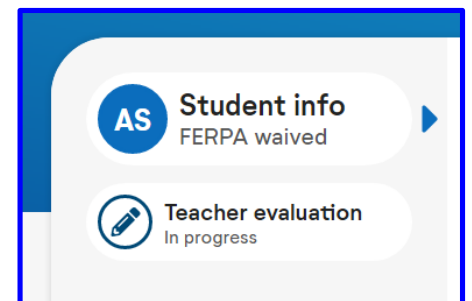 AS
Student info
FERPA waived
Teacher evaluation
In progress